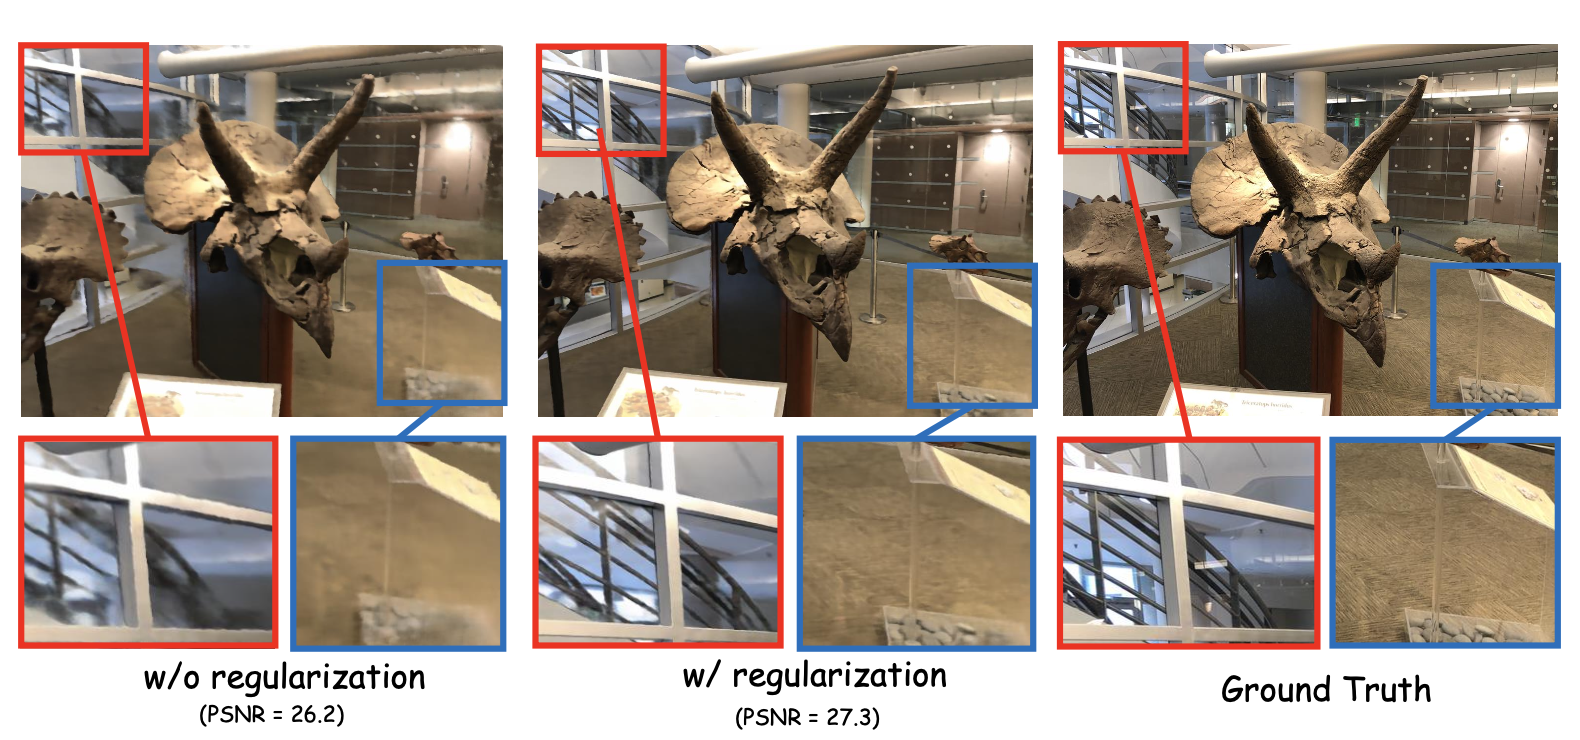 w/o regularization
(PSNR = 26.2)
w/ regularization
(PSNR = 27.3)
Ground Truth